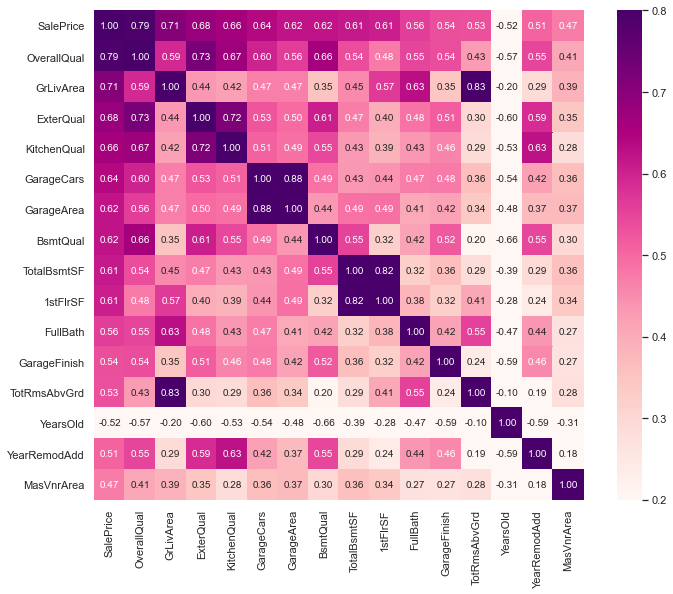 SalePrice 1.00 0.79 0.71 0.68 0.66 0.64 0.62 0.62 0.61 0.61 0.56 0.54 0.53 -0.52 0.51 0.47
OverallQual 0.79 1.00 0.59 0.73 0.67 0.60 0.56 0.66 0.54 0.48 0.55 0.54 0.43 -0.57 0.55 0.41
GrLivArea 0.71 0.59 1.00 0.44 0.42 0.47 0.47 0.35 0.45 0.57 0.63 0.35 0.83 -0.20 0.29 0.39
ExterQual 0.68 0.73 0.44 1.00 0.72 0.53 0.50 0.61 0.47 0.40 0.48 0.51 0.30 -0.60 0.59 0.35
KitchenQual 0.66 0.67 0.42 0.72 1.00 0.51 0.49 0.55 0.43 0.39 0.43 0.46 0.29 -0.53 0.63 0.28
GarageCars 0.64 0.60 0.47 0.53 0.51 1.00 0.88 0.49 0.43 0.44 0.47 0.48 0.36 -0.54 0.42 0.36
GarageArea 0.62 0.56 0.47 0.50 0.49 0.88 1.00 0.44 0.49 0.49 0.41 0.42 0.34 -0.48 0.37 0.37
BsmtQual 0.62 0.66 0.35 0.61 0.55 0.49 0.44 1.00 0.55 0.32 0.42 0.52 0.20 -0.66 0.55 0.30
TotalBsmtSF 0.61 0.54 0.45 0.47 0.43 0.43 0.49 0.55 1.00 0.82 0.32 0.36 0.29 -0.39 0.29 0.36
1stFlrSF 0.61 0.48 0.57 0.40 0.39 0.44 0.49 0.32 0.82 1.00 0.38 0.32 0.41 -0.28 0.24 0.34
FullBath 0.56 0.55 0.63 0.48 0.43 0.47 0.41 0.42 0.32 0.38 1.00 0.42 0.55 -0.47 0.44 0.27
GarageFinish 0.54 0.54 0.35 0.51 0.46 0.48 0.42 0.52 0.36 0.32 0.42 1.00 0.24 -0.59 0.46 0.27
TotRmsAbvGrd 0.53 0.43 0.83 0.30 0.29 0.36 0.34 0.20 0.29 0.41 0.55 0.24 1.00 -0.10 0.19 0.28
YearsOld -0.52 -0.57 -0.20 -0.60 -0.53 -0.54 -0.48 -0.66 -0.39 -0.28 -0.47 -0.59 -0.10 1.00 -0.59 -0.31
YearRemodAdd 0.51 0.55 0.29 0.59 0.63 0.42 0.37 0.55 0.29 0.24 0.44 0.46 0.19 -0.59 1.00 0.18
MasVnrArea 0.47 0.41 0.39 0.35 0.28 0.36 0.37 0.30 0.36 0.34 0.27 0.27 0.28 -0.31 0.18 1.00
SalePrice
OverallQual
GrLivArea
ExterQual
KitchenQual
GarageCars
GarageArea
BsmtQual
TotalBsmtSF
1stFlrSF
FullBath
GarageFinish
TotRmsAbvGrd
YearsOld
YearRemodAdd
MasVnrArea
0.8
0.7
0.6
0.5
0.4
0.3
0.2